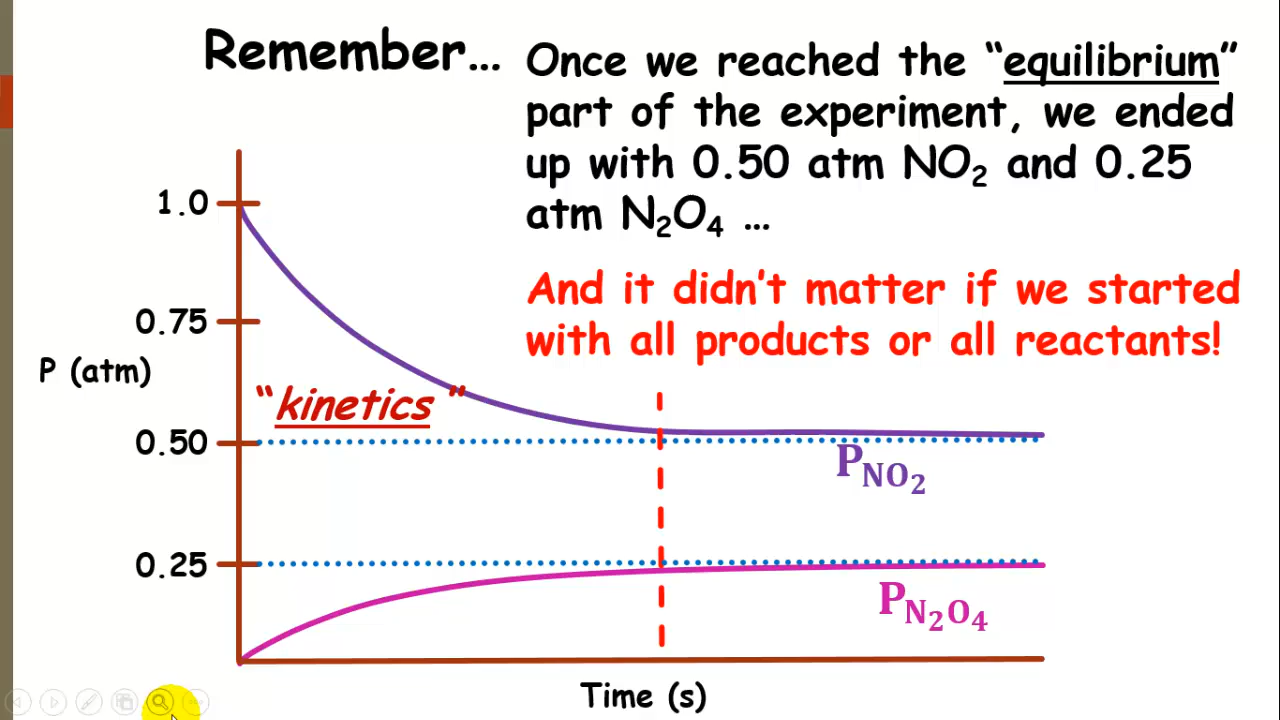 Remember…
Once we reached the “equilibrium”
part of the experiment, we ended
up with 0.50 atm NO₂ and 0.25
atm N₂O₄ …
And it didn’t matter if we started
with all products or all reactants!
1.0
0.75
P (atm)
“kinetics”
0.50
P_NO₂
0.25
P_N₂O₄
Time (s)